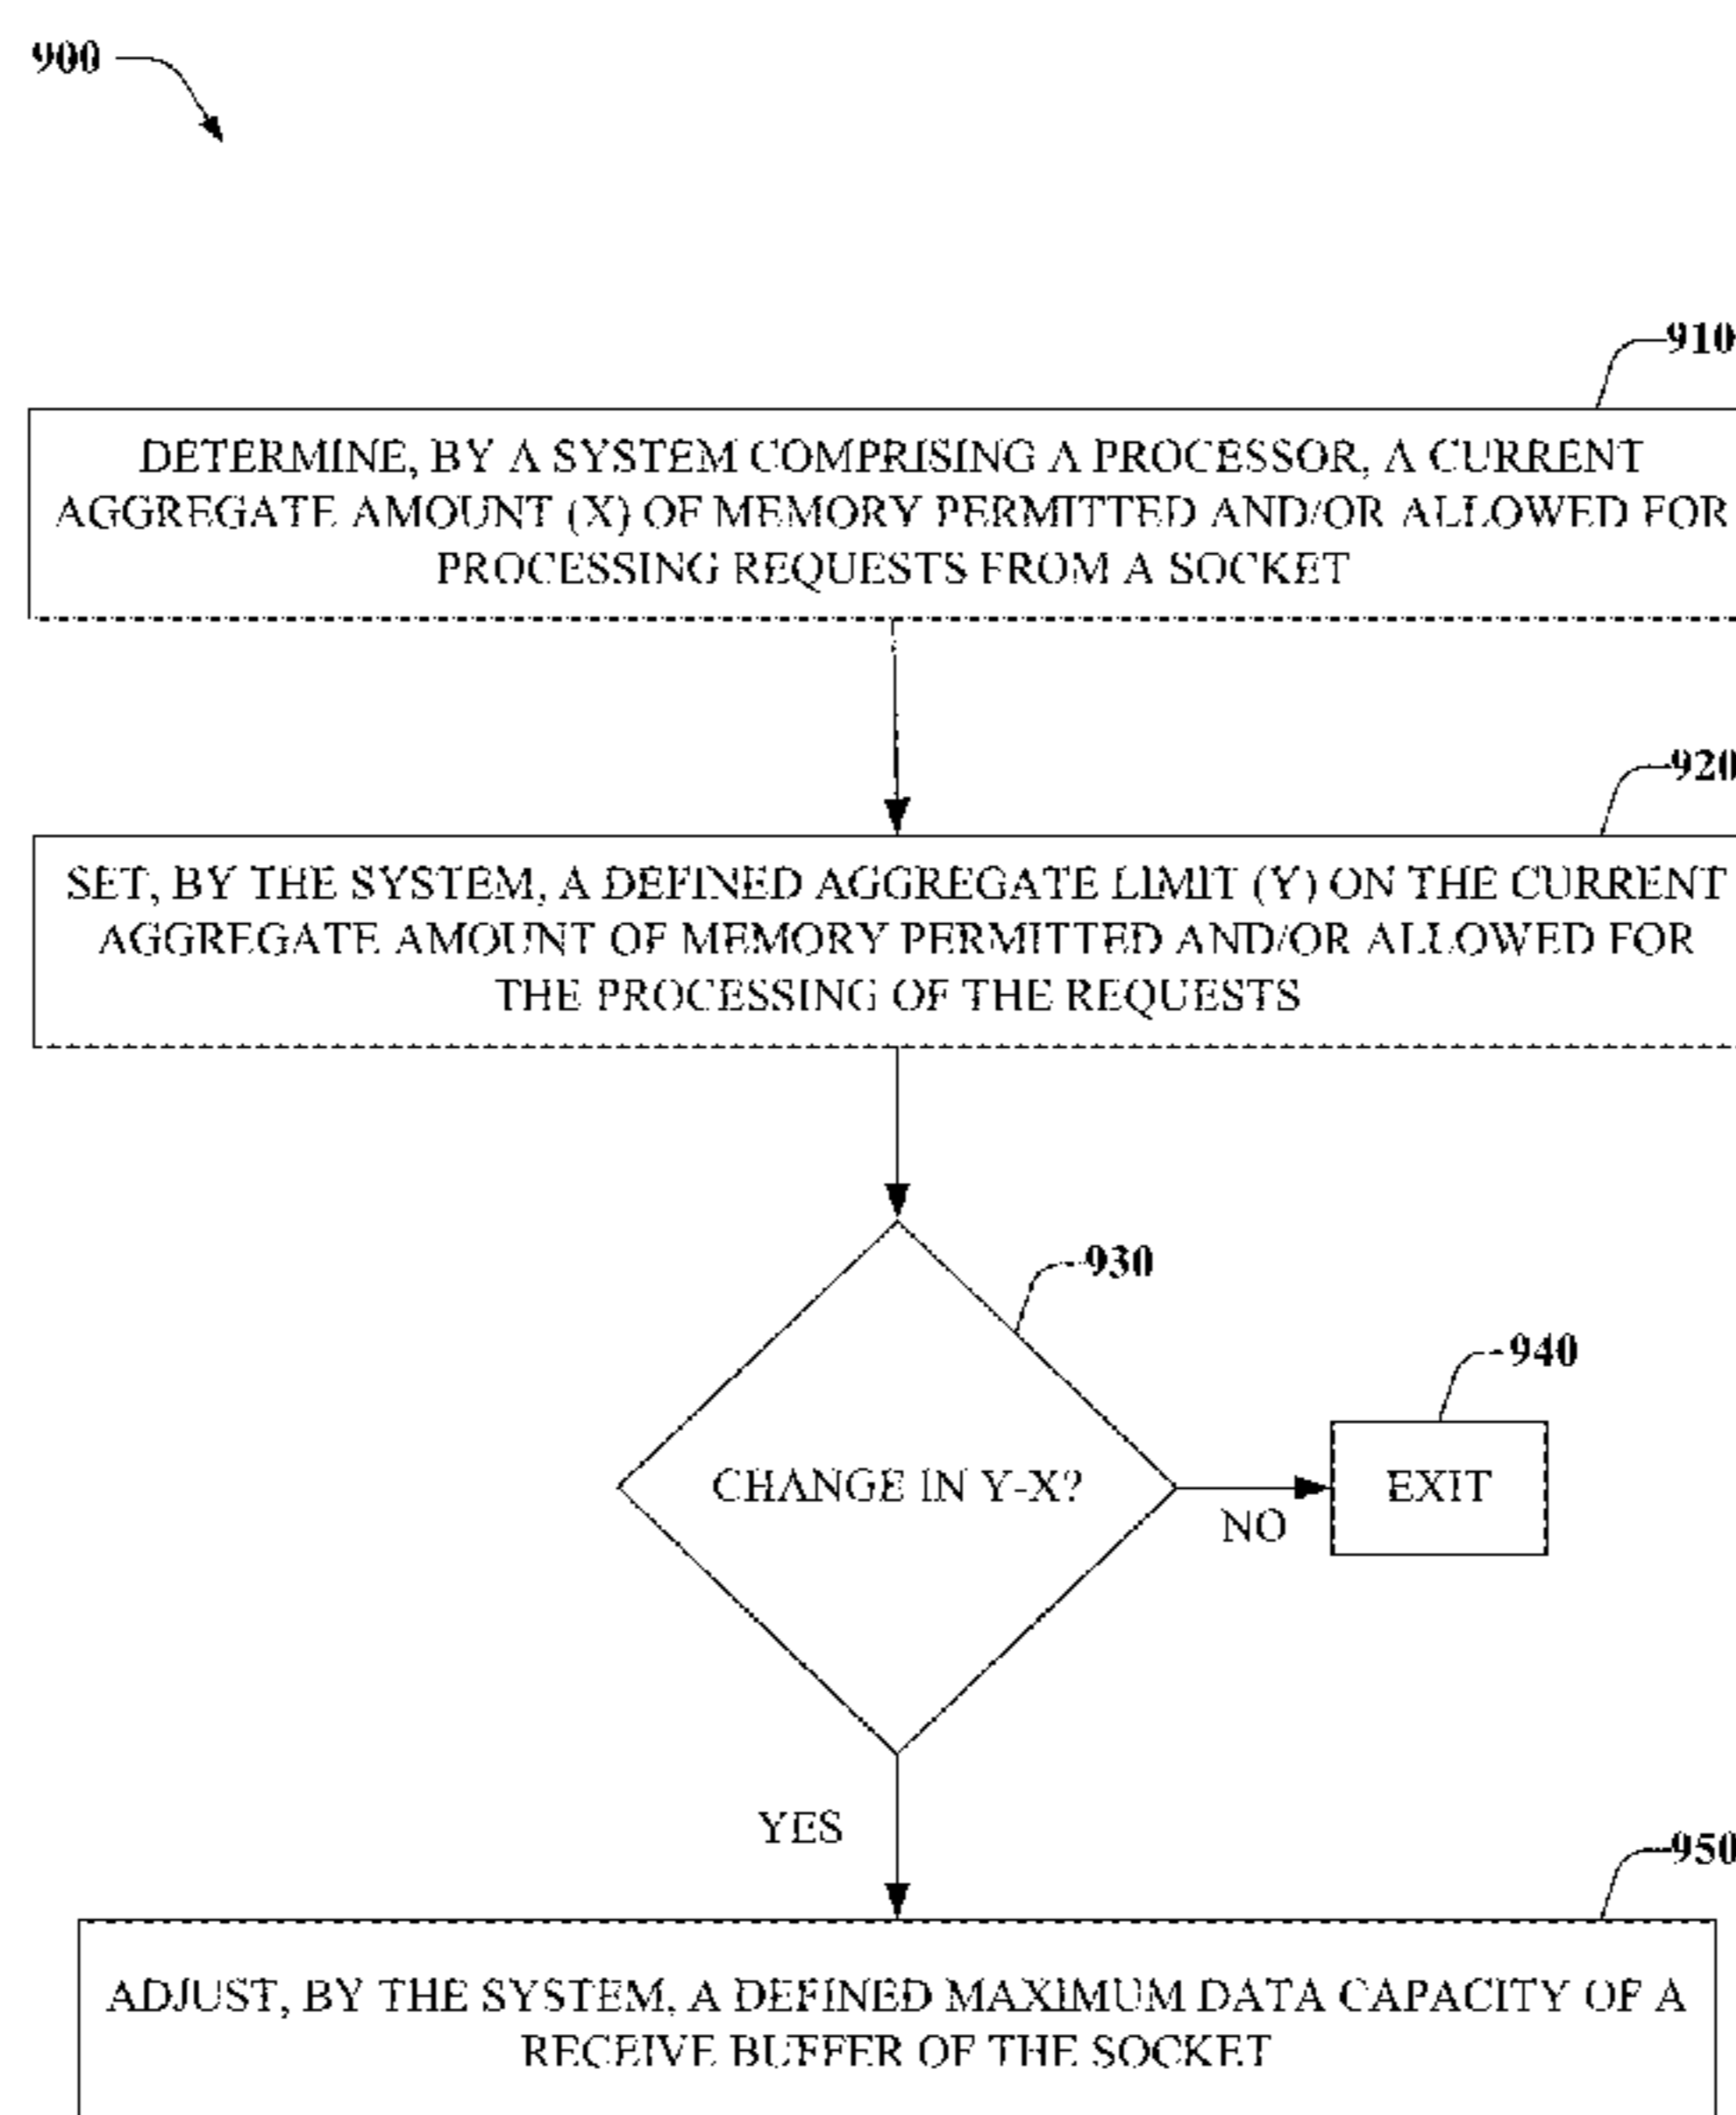 900
910
DETERMINE, BY A SYSTEM COMPRISING A PROCESSOR, A CURRENT
AGGREGATE AMOUNT (X) OF MEMORY PERMITTED AND/OR ALLOWED FOR
PROCESSING REQUESTS FROM A SOCKET
920
SET, BY THE SYSTEM, A DEFINED AGGREGATE LIMIT (Y) ON THE CURRENT
AGGREGATE AMOUNT OF MEMORY PERMITTED AND/OR ALLOWED FOR
THE PROCESSING OF THE REQUESTS
930
940
CHANGE IN Y-X?
EXIT
NO
YES
950
ADJUST, BY THE SYSTEM, A DEFINED MAXIMUM DATA CAPACITY OF A
RECEIVE BUFFER OF THE SOCKET